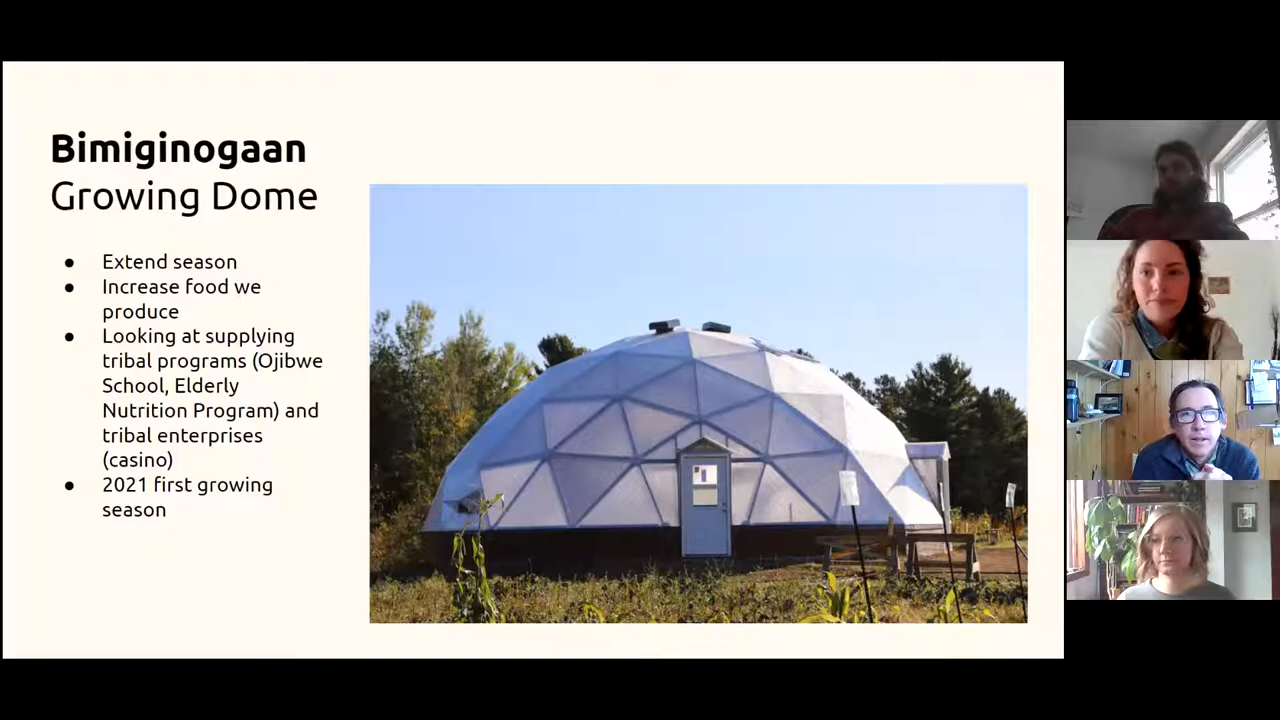 Bimiginogaan
Growing Dome
● Extend season
● Increase food we
produce
● Looking at supplying
tribal programs (Ojibwe
School, Elderly
Nutrition Program) and
tribal enterprises
(casino)
● 2021 first growing
season